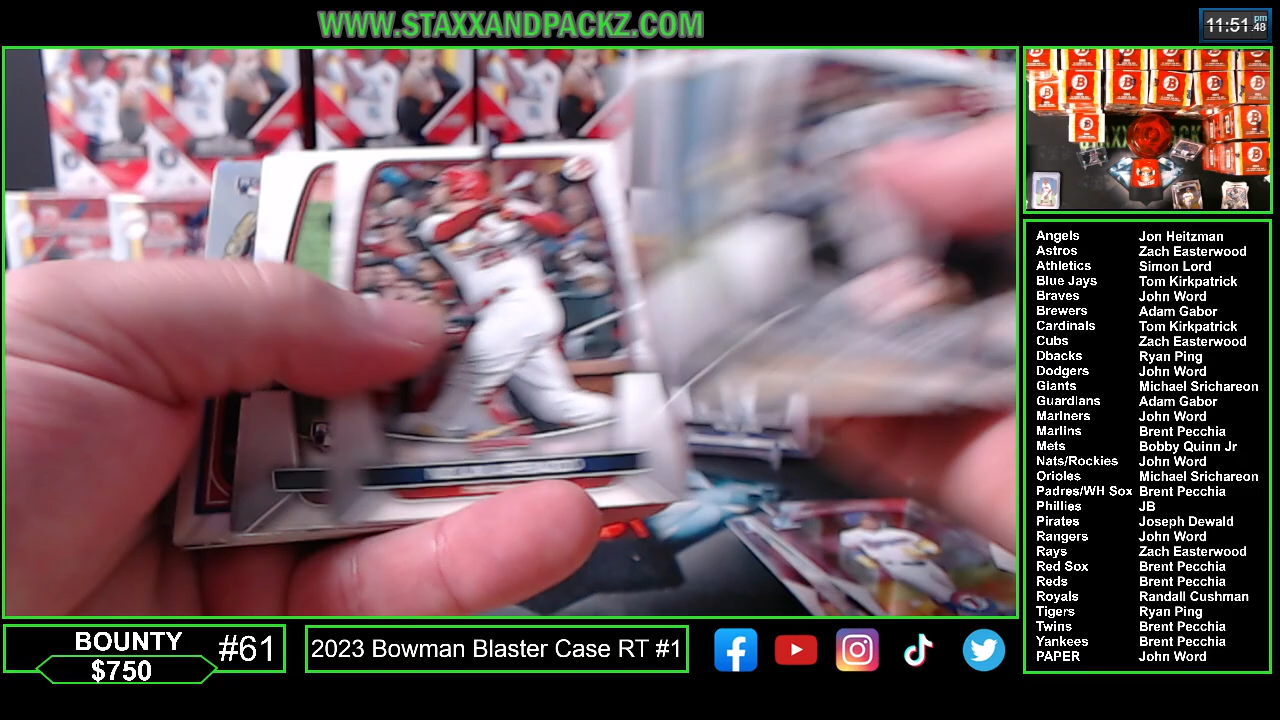 WWW.STAXXANDPACKZ.COM
11:51 pm .48
Angels Jon Heitzman
Astros Zach Easterwood
Athletics Simon Lord
Blue Jays Tom Kirkpatrick
Braves John Word
Brewers Adam Gabor
Cardinals Tom Kirkpatrick
Cubs Zach Easterwood
Dbacks Ryan Ping
Dodgers John Word
Giants Michael Srichareon
Guardians Adam Gabor
Mariners John Word
Marlins Brent Pecchia
Mets Bobby Quinn Jr
Nats/Rockies John Word
Orioles Michael Srichareon
Padres/WH Sox Brent Pecchia
Phillies JB
Pirates Joseph Dewald
Rangers John Word
Rays Zach Easterwood
Red Sox Brent Pecchia
Reds Brent Pecchia
Royals Randall Cushman
Tigers Ryan Ping
Twins Brent Pecchia
Yankees Brent Pecchia
PAPER John Word
BOUNTY #61
$750
2023 Bowman Blaster Case RT #1